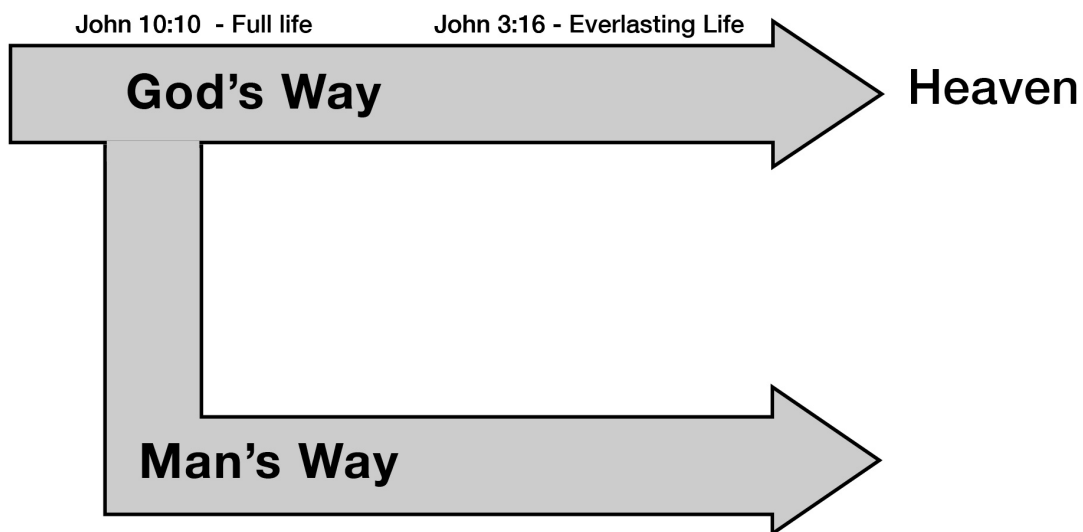 John 10:10  - Full life
John 3:16 - Everlasting Life
God’s Way
Heaven
Man’s Way